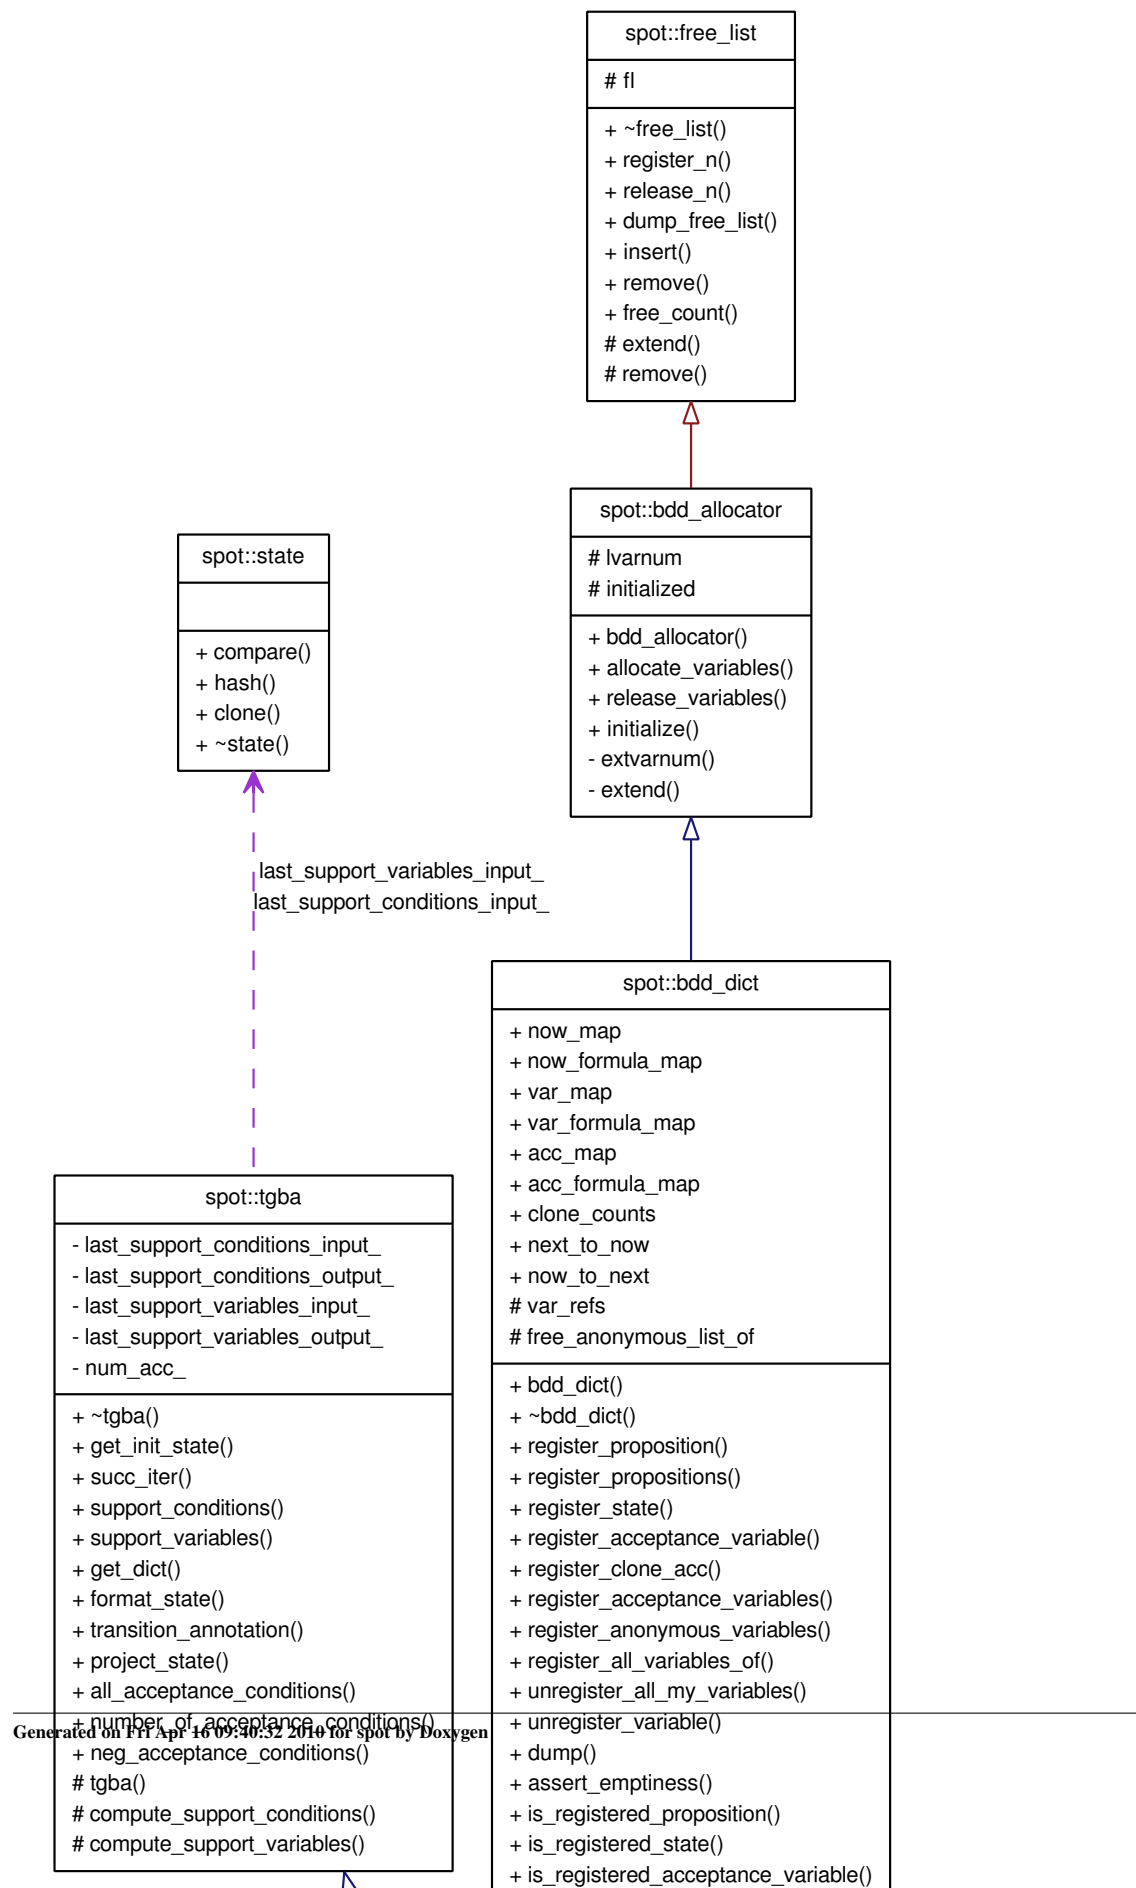 spot::free_list
# fl
+ ~free_list()
+ register_n()
+ release_n()
+ dump_free_list()
+ insert()
+ remove()
+ free_count()
# extend()
# remove()
spot::bdd_allocator
# lvarnum
# initialized
+ bdd_allocator()
+ allocate_variables()
+ release_variables()
+ initialize()
- extvarnum()
- extend()
spot::state
+ compare()
+ hash()
+ clone()
+ ~state()
last_support_variables_input_
last_support_conditions_input_
spot::bdd_dict
+ now_map
+ now_formula_map
+ var_map
+ var_formula_map
+ acc_map
+ acc_formula_map
+ clone_counts
+ next_to_now
+ now_to_next
# var_refs
# free_anonymous_list_of
+ bdd_dict()
+ ~bdd_dict()
+ register_proposition()
+ register_propositions()
+ register_state()
+ register_acceptance_variable()
+ register_clone_acc()
+ register_acceptance_variables()
+ register_anonymous_variables()
+ register_all_variables_of()
+ unregister_all_my_variables()
+ unregister_variable()
+ dump()
+ assert_emptiness()
+ is_registered_proposition()
+ is_registered_state()
+ is_registered_acceptance_variable()
spot::tgba
- last_support_conditions_input_
- last_support_conditions_output_
- last_support_variables_input_
- last_support_variables_output_
- num_acc_
+ ~tgba()
+ get_init_state()
+ succ_iter()
+ support_conditions()
+ support_variables()
+ get_dict()
+ format_state()
+ transition_annotation()
+ project_state()
+ all_acceptance_conditions()
+ number_of_acceptance_conditions()
+ neg_acceptance_conditions()
# tgba()
# compute_support_conditions()
# compute_support_variables()
Generated on Fri Apr 16 09:40:32 2010 for spot by Doxygen